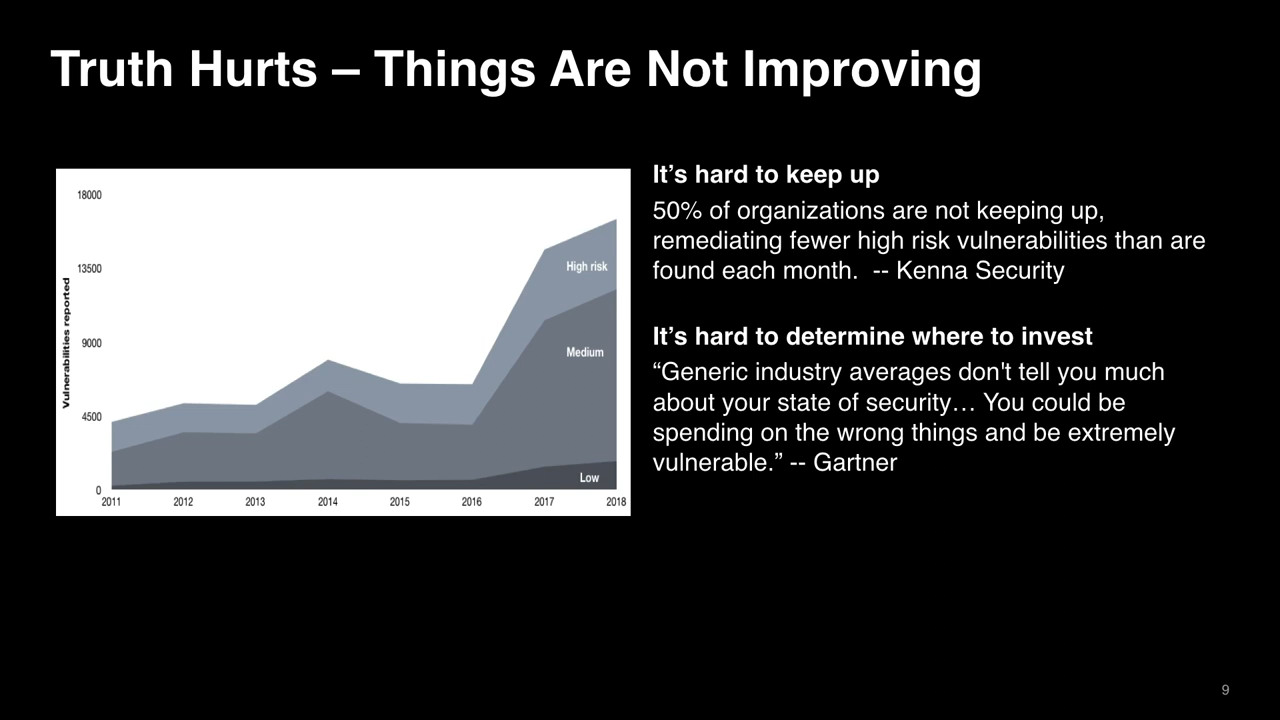 Truth Hurts – Things Are Not Improving
18000
13500
9000
4500
0
Vulnerabilities reported
High risk
Medium
Low
2011 2012 2013 2014 2015 2016 2017 2018
It’s hard to keep up
50% of organizations are not keeping up,
remediating fewer high risk vulnerabilities than are
found each month.  -- Kenna Security
It’s hard to determine where to invest
“Generic industry averages don't tell you much
about your state of security… You could be
spending on the wrong things and be extremely
vulnerable.” -- Gartner
9